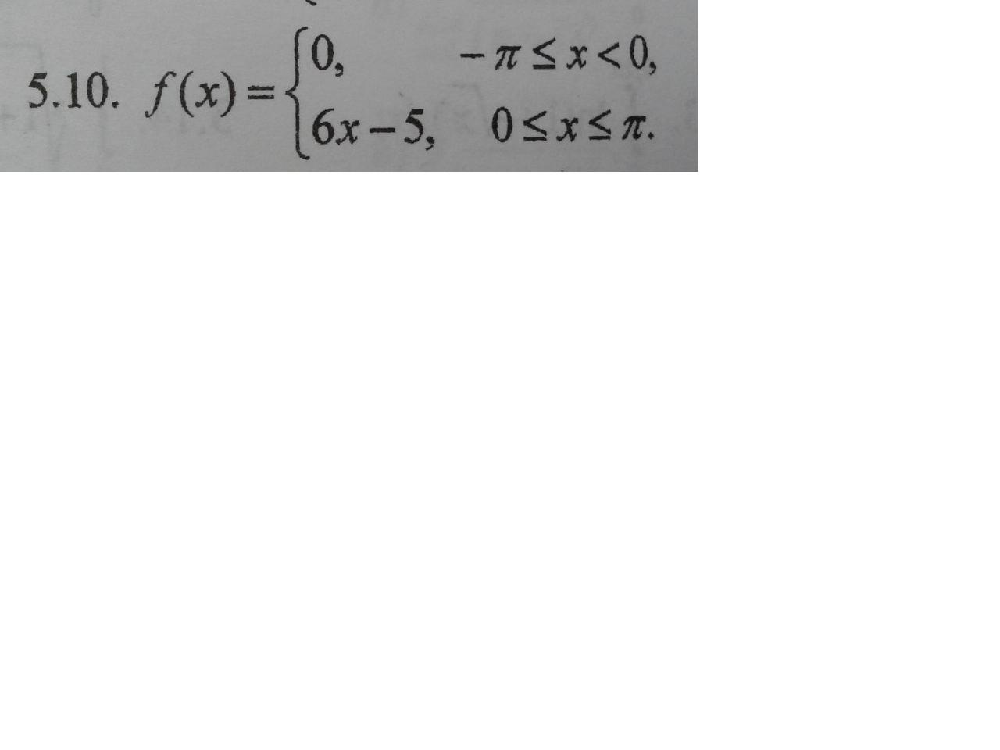 5.10. f(x) = { 0, − π ≤ x < 0,
6x − 5, 0 ≤ x ≤ π.